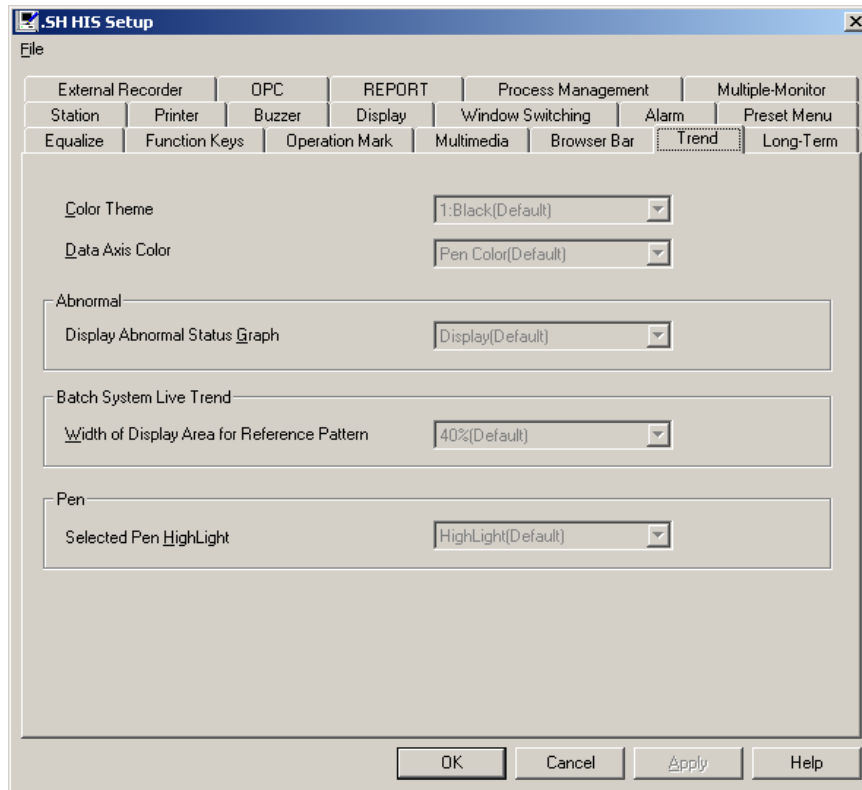 .SH HIS Setup
File
External Recorder OPC REPORT Process Management Multiple-Monitor
Station Printer Buzzer Display Window Switching Alarm Preset Menu
Equalize Function Keys Operation Mark Multimedia Browser Bar Trend Long-Term
Color Theme 1:Black(Default)
Data Axis Color Pen Color(Default)
Abnormal
Display Abnormal Status Graph Display(Default)
Batch System Live Trend
Width of Display Area for Reference Pattern 40%(Default)
Pen
Selected Pen HighLight HighLight(Default)
OK Cancel Apply Help